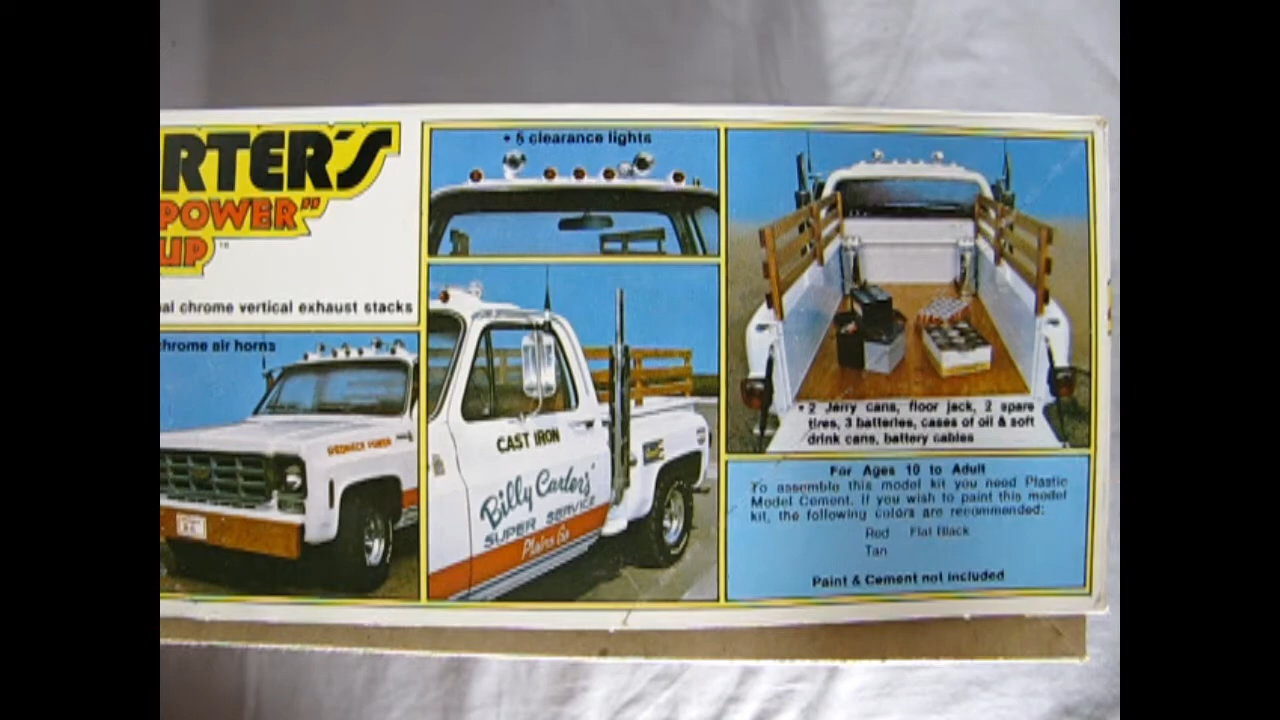 RTER'S
POWER"
UP™
al chrome vertical exhaust stacks
chrome air horns
REDNECK POWER
• 5 clearance lights
CAST IRON
Billy Carter's
SUPER SERVICE
Plains Ga
• 2 Jerry cans, floor jack, 2 spare
tires, 3 batteries, cases of oil & soft
drink cans, battery cables
For Ages 10 to Adult
To assemble this model kit you need Plastic
Model Cement. If you wish to paint this model
kit, the following colors are recommended:
Red Flat Black
Tan
Paint & Cement not included